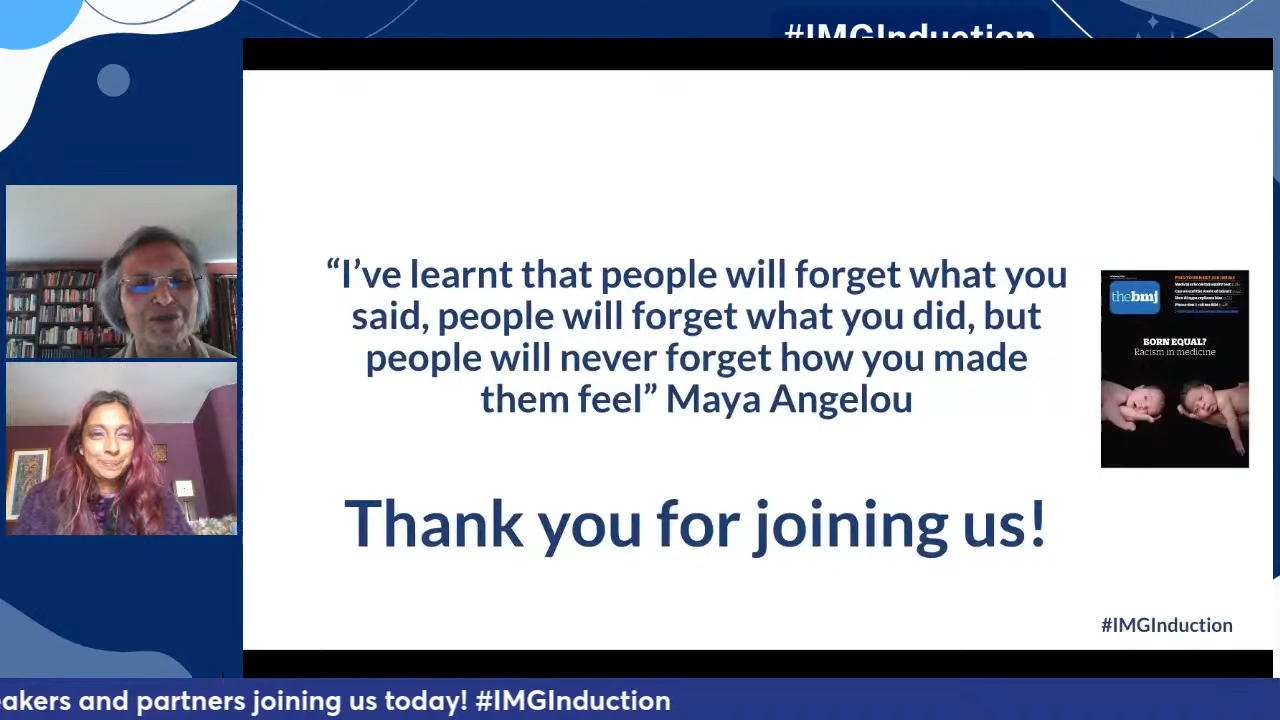 #IMGInduction
“I’ve learnt that people will forget what you
said, people will forget what you did, but
people will never forget how you made
them feel” Maya Angelou
thebmj
BORN EQUAL?
Racism in medicine
Thank you for joining us!
#IMGInduction
eakers and partners joining us today! #IMGInduction